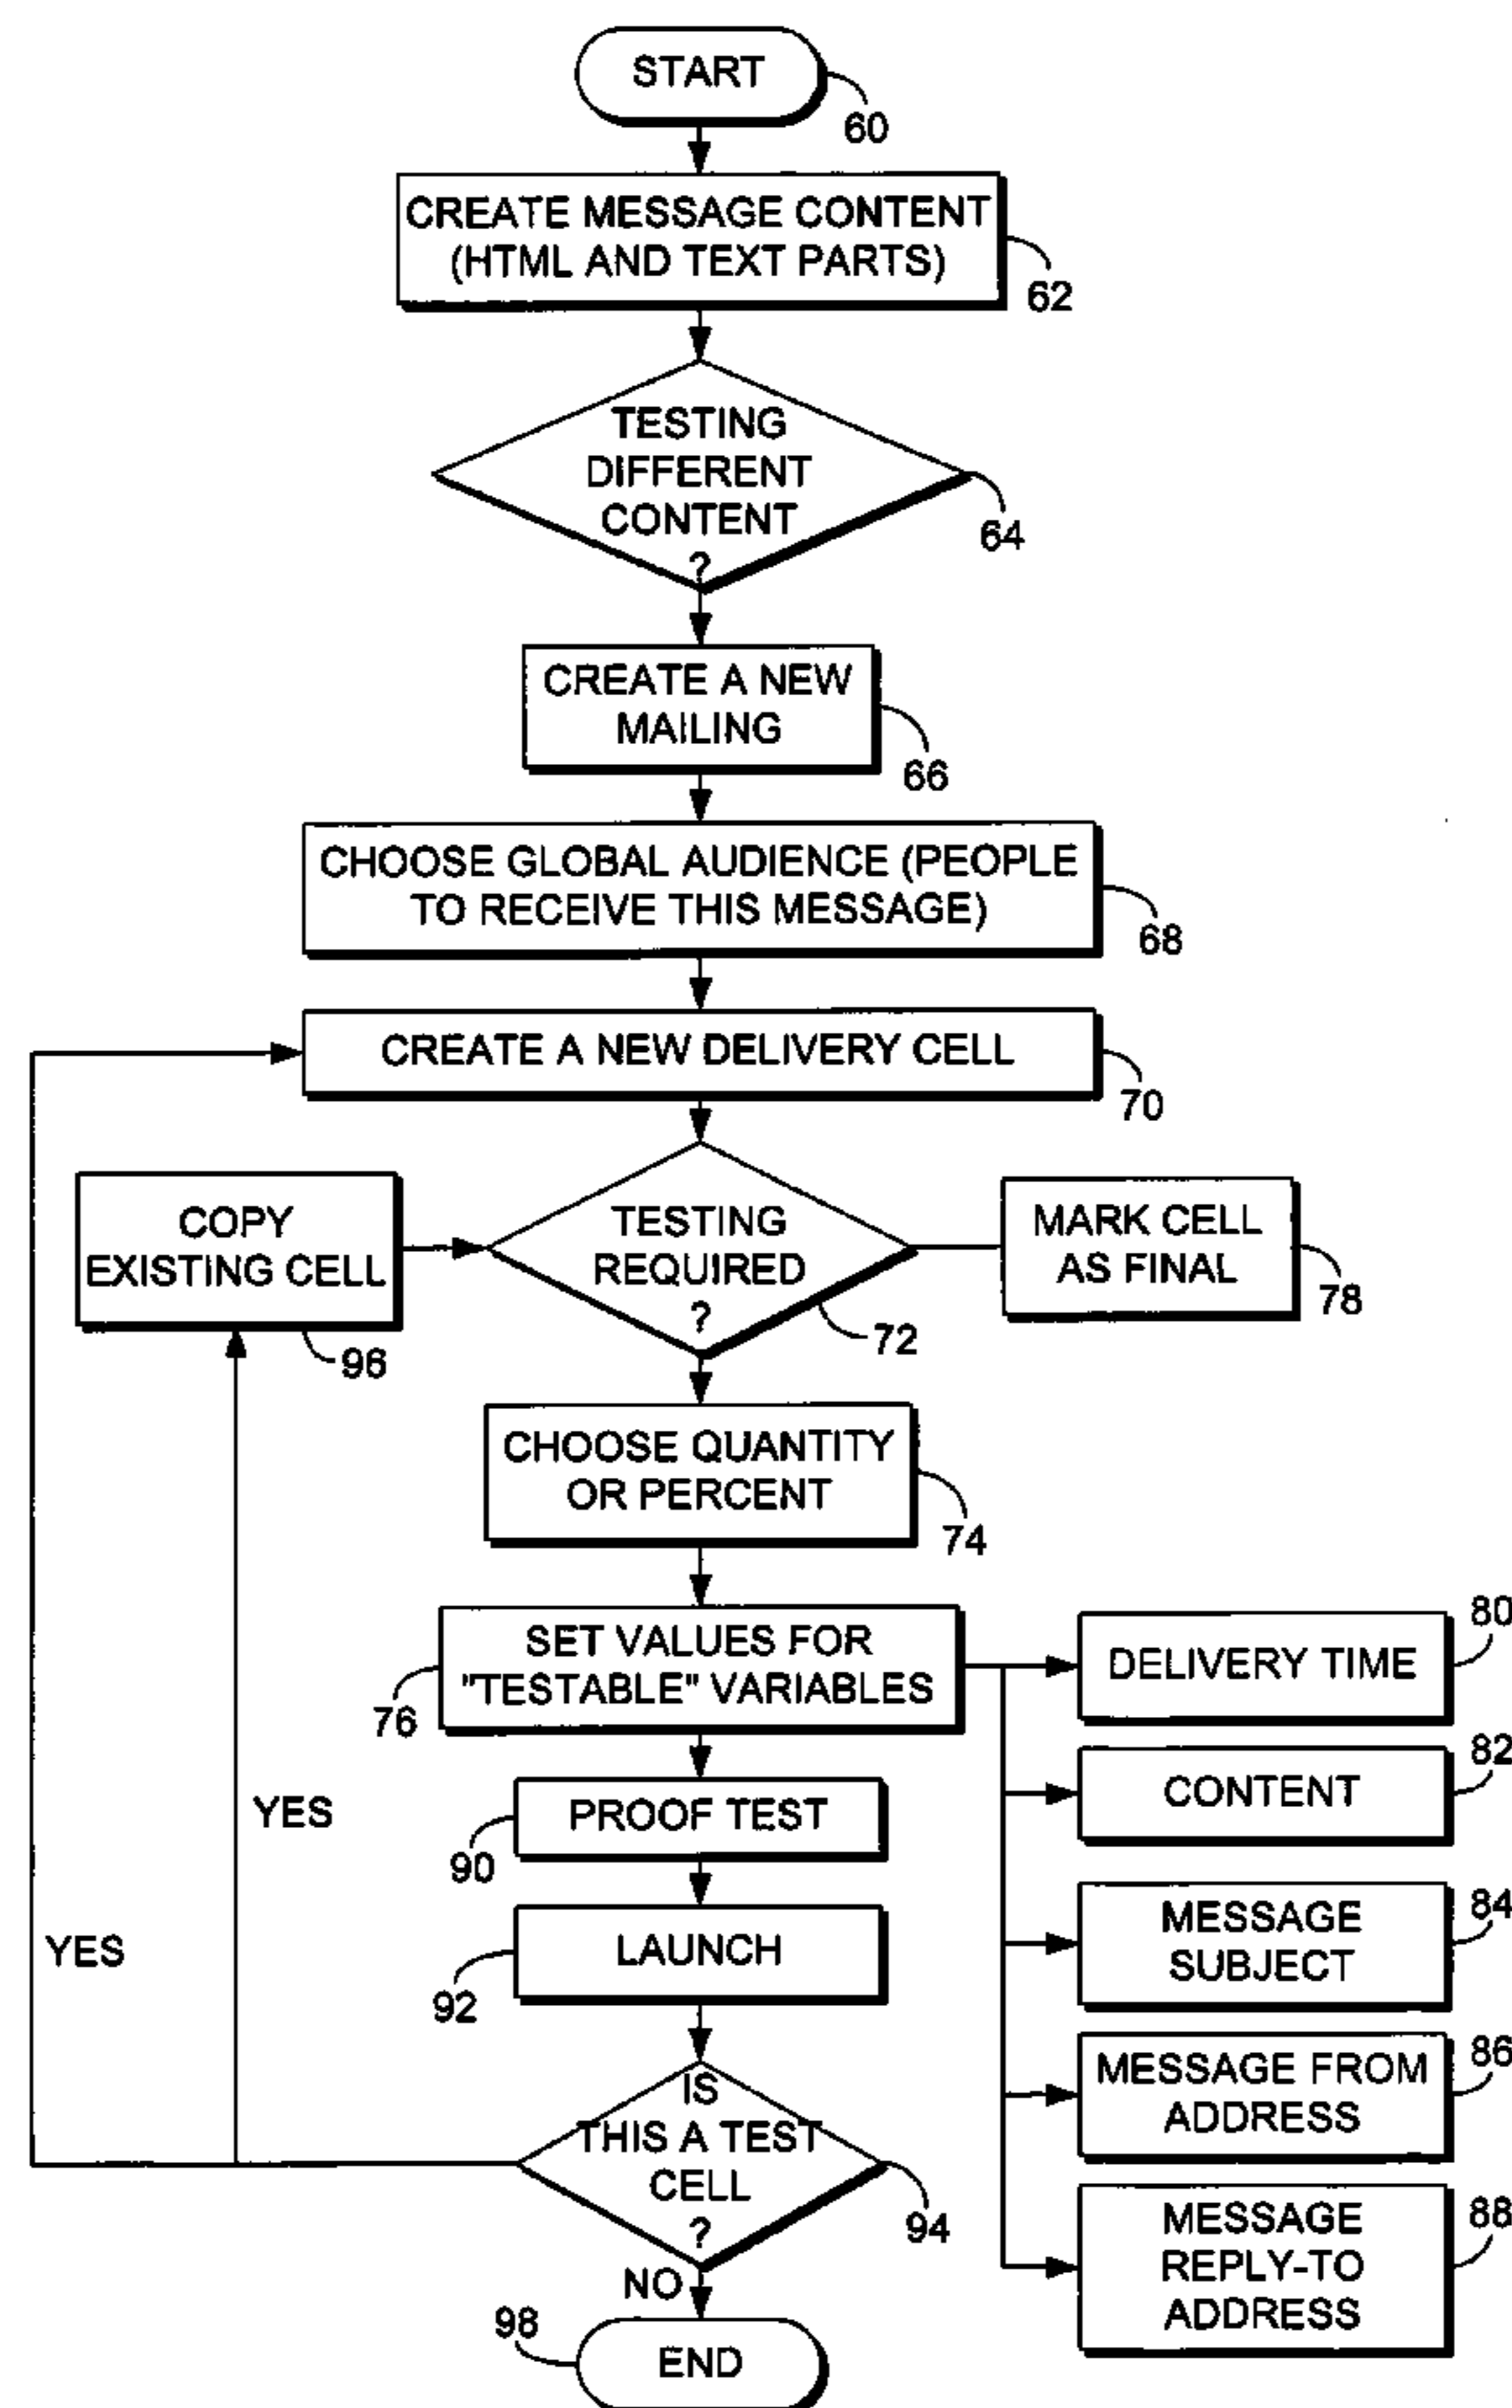 START
60
CREATE MESSAGE CONTENT
(HTML AND TEXT PARTS)
62
TESTING
DIFFERENT
CONTENT
?
64
CREATE A NEW
MAILING
66
CHOOSE GLOBAL AUDIENCE (PEOPLE
TO RECEIVE THIS MESSAGE)
68
CREATE A NEW DELIVERY CELL
70
COPY
EXISTING CELL
96
TESTING
REQUIRED
?
72
MARK CELL
AS FINAL
78
CHOOSE QUANTITY
OR PERCENT
74
SET VALUES FOR
"TESTABLE" VARIABLES
76
DELIVERY TIME
80
CONTENT
82
MESSAGE
SUBJECT
84
MESSAGE FROM
ADDRESS
86
MESSAGE
REPLY-TO
ADDRESS
88
PROOF TEST
90
YES
LAUNCH
92
YES
IS
THIS A TEST
CELL
?
94
NO
98
END